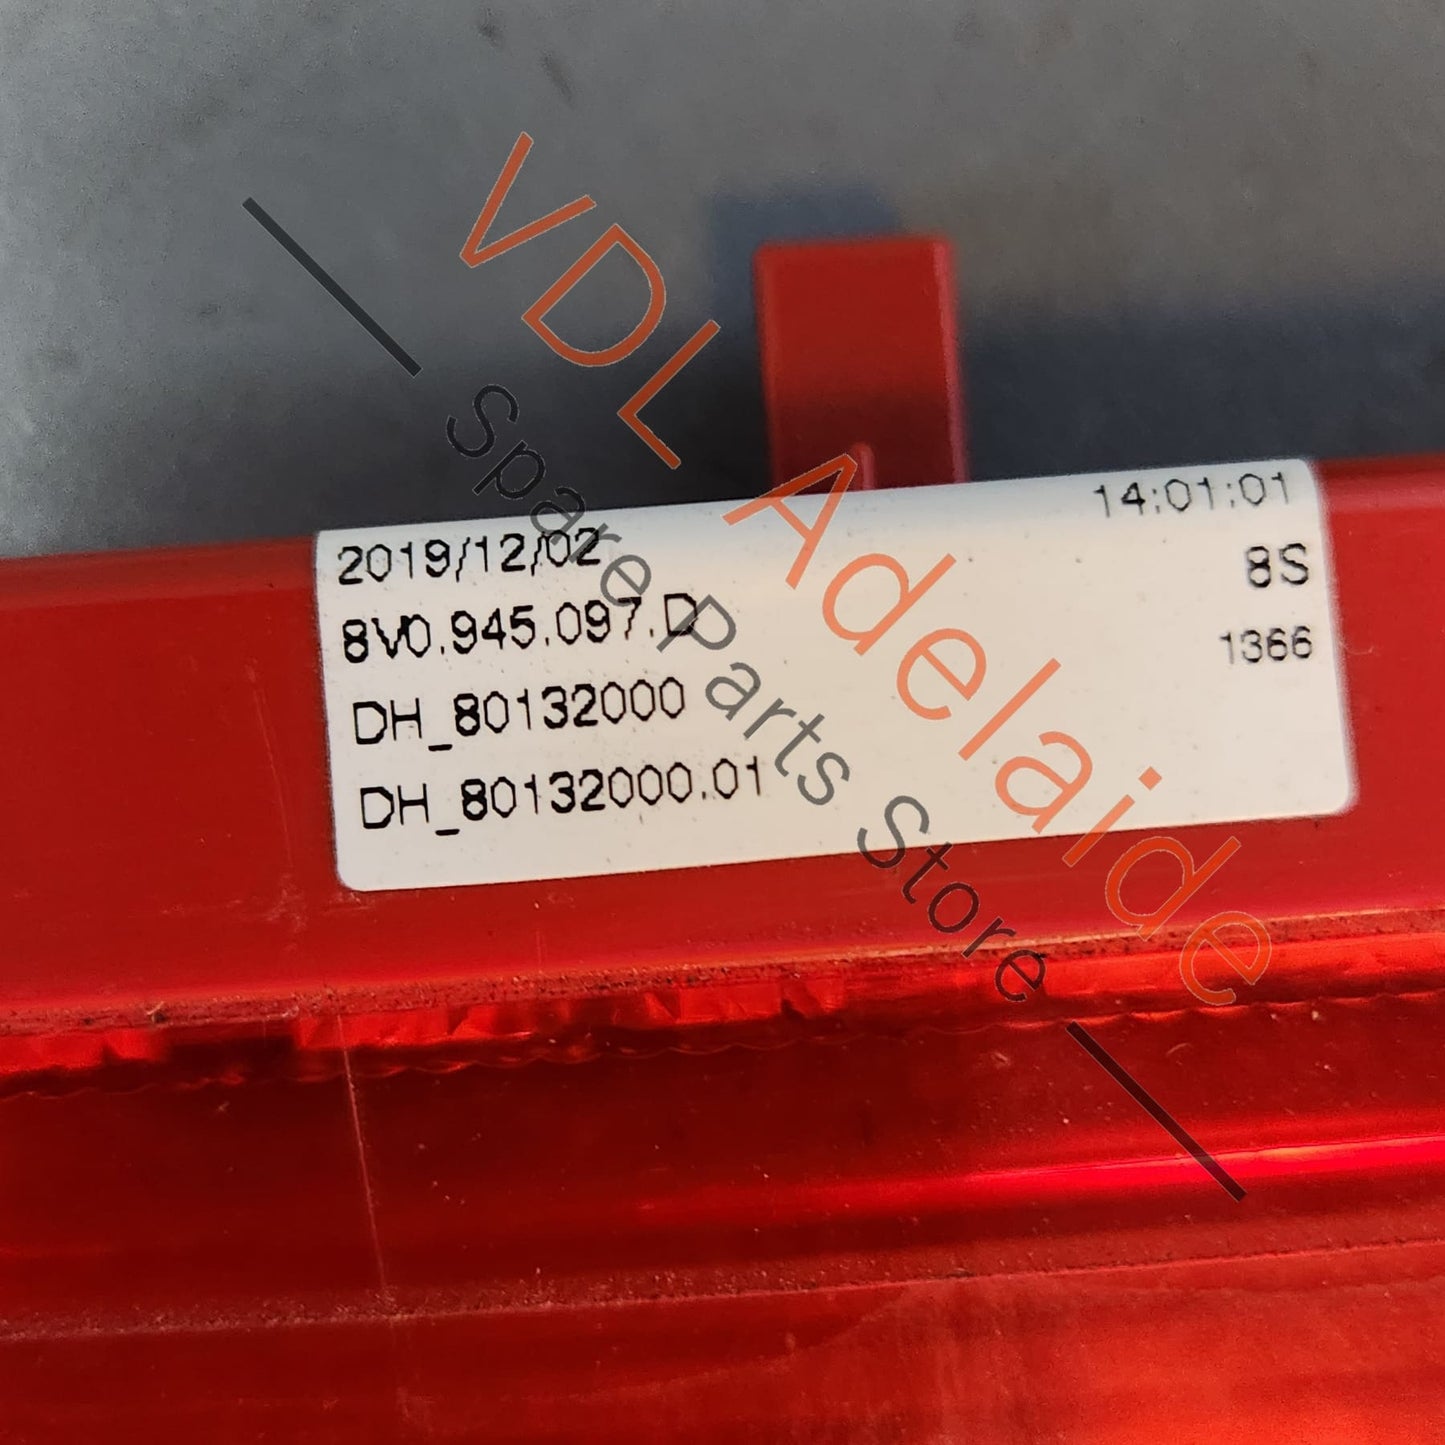 VDL Adelaide
Spare Parts Store
2019/12/02 14:01:01
8V0.945.097.D 8S
DH_80132000 1366
DH_80132000.01